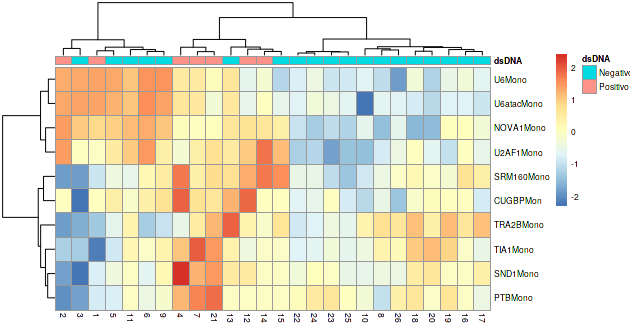 dsDNA
dsDNA
U6Mono
U6atacMono
NOVA1Mono
U2AF1Mono
SRM160Mono
CUGBPMon
TRA2BMono
TIA1Mono
SND1Mono
PTBMono
2
1
0
-1
-2
Negativo
Positivo
2 3 1 5 11 6 9 4 7 21 13 12 14 15 22 24 23 25 10 8 26 18 20 19 16 17